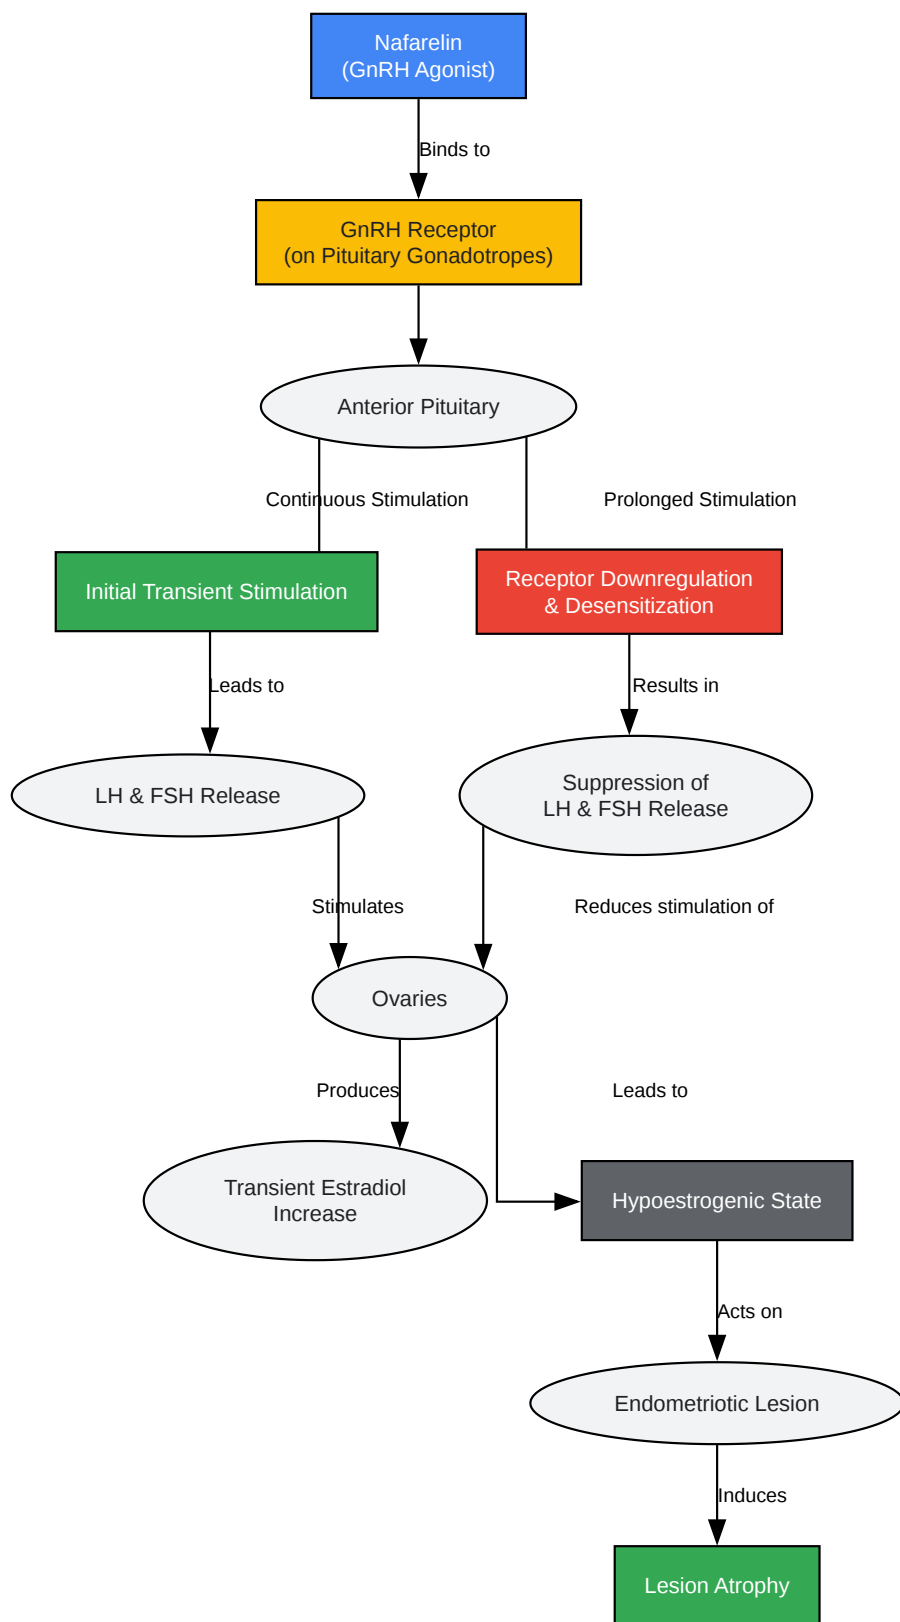 Nafarelin
(GnRH Agonist)
Binds to
GnRH Receptor
(on Pituitary Gonadotropes)
Anterior Pituitary
Continuous Stimulation
Prolonged Stimulation
Initial Transient Stimulation
Receptor Downregulation
& Desensitization
Leads to
Results in
LH & FSH Release
Suppression of
LH & FSH Release
Stimulates
Reduces stimulation of
Ovaries
Produces
Leads to
Transient Estradiol
Increase
Hypoestrogenic State
Acts on
Endometriotic Lesion
Induces
Lesion Atrophy